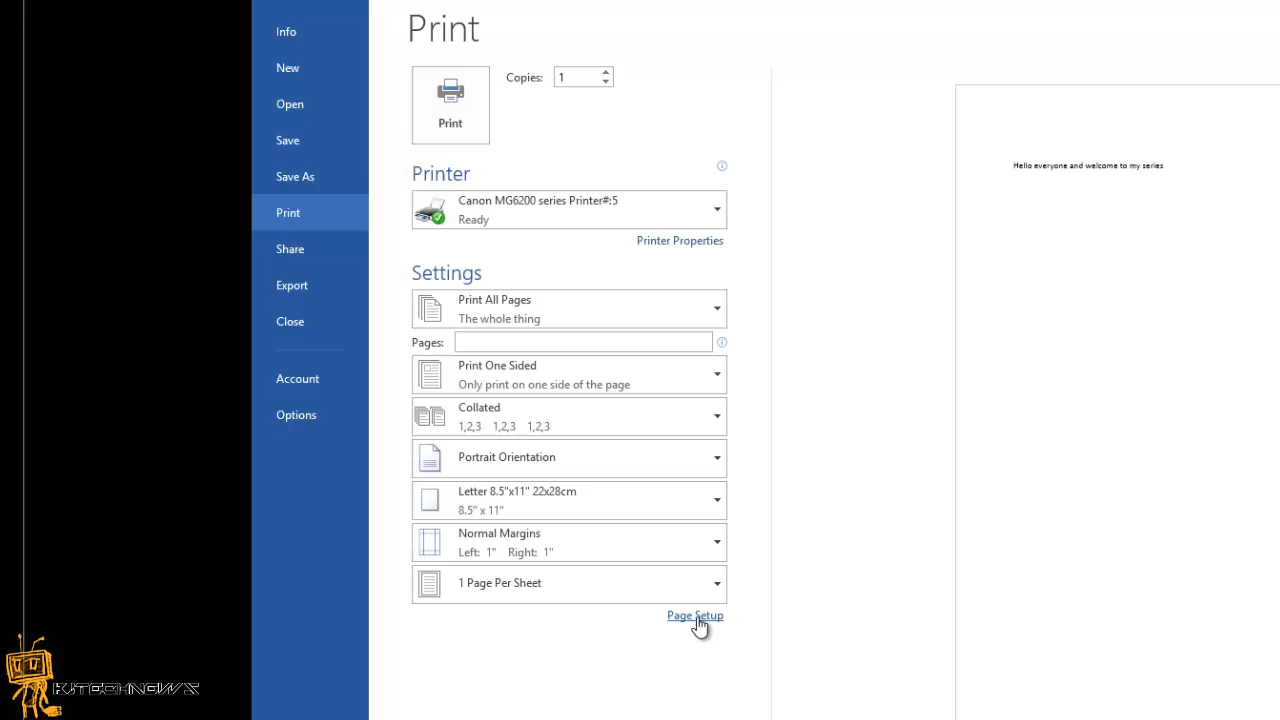 Info
New
Open
Save
Save As
Print
Share
Export
Close
Account
Options
Print
Print
Copies: 1
Printer
Canon MG6200 series Printer#:5
Ready
Printer Properties
Settings
Print All Pages
The whole thing
Pages:
Print One Sided
Only print on one side of the page
Collated
1,2,3 1,2,3 1,2,3
Portrait Orientation
Letter 8.5"x11" 22x28cm
8.5" x 11"
Normal Margins
Left: 1" Right: 1"
1 Page Per Sheet
Page Setup
Hello everyone and welcome to my series